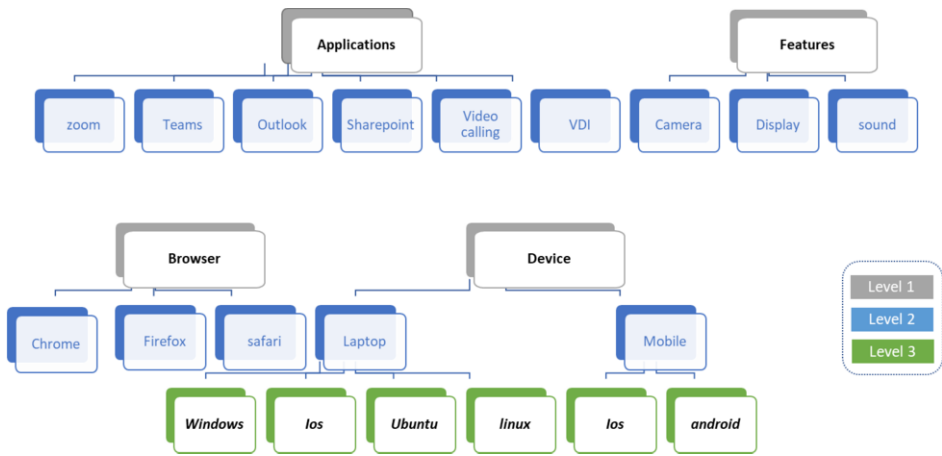 Applications
Features
zoom
Teams
Outlook
Sharepoint
Video
calling
VDI
Camera
Display
sound
Browser
Device
Chrome
Firefox
safari
Laptop
Mobile
Windows
Ios
Ubuntu
linux
Ios
android
Level 1
Level 2
Level 3